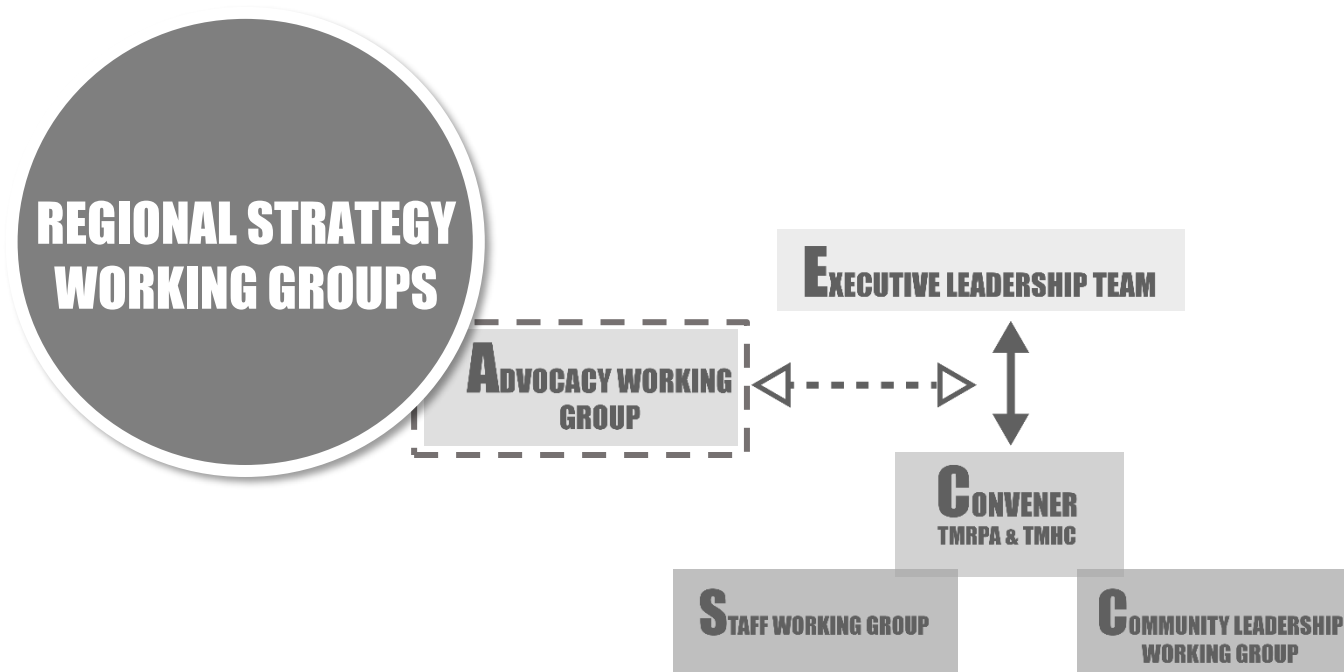 REGIONAL STRATEGY
WORKING GROUPS
EXECUTIVE LEADERSHIP TEAM
ADVOCACY WORKING
GROUP
CONVENER
TMRPA & TMHC
STAFF WORKING GROUP
COMMUNITY LEADERSHIP
WORKING GROUP